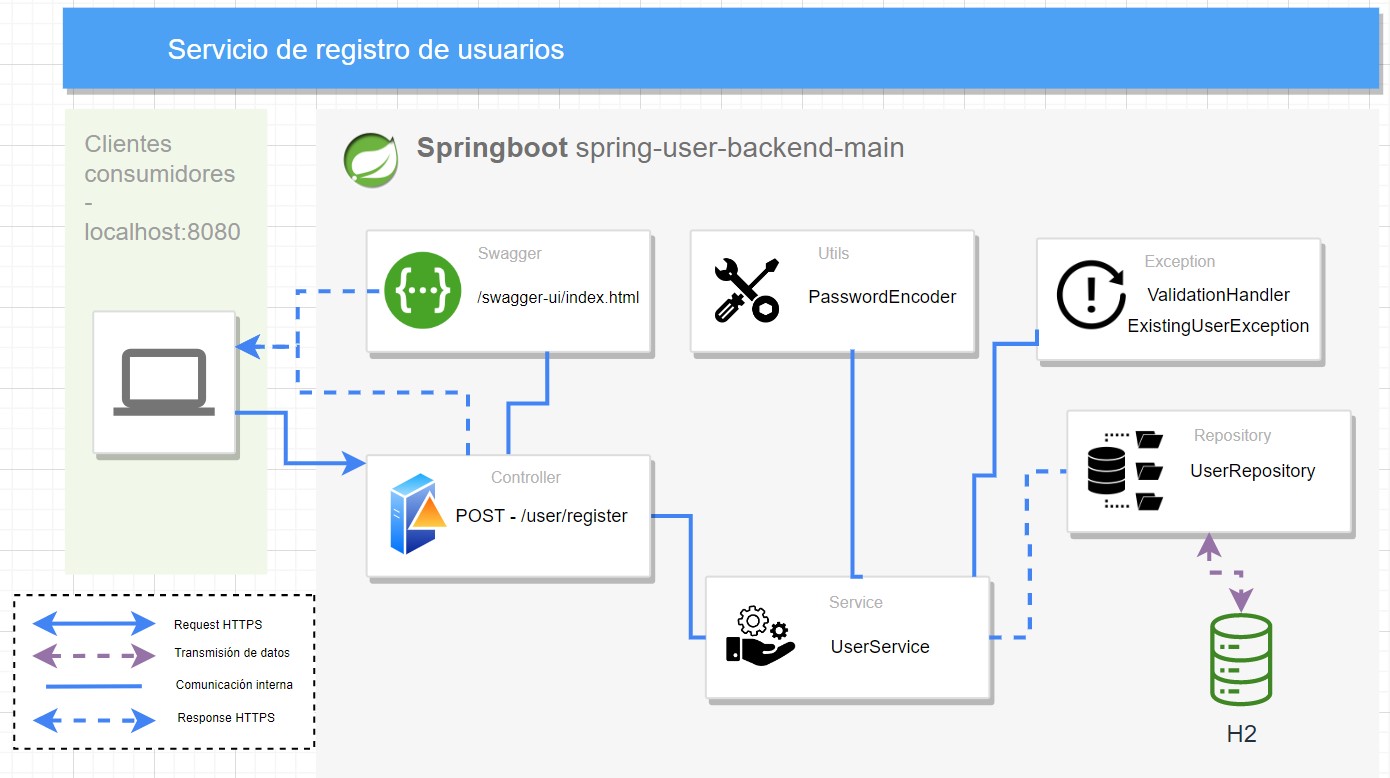 Servicio de registro de usuarios
Clientes
consumidores
-
localhost:8080
Springboot spring-user-backend-main
Swagger
/swagger-ui/index.html
Utils
PasswordEncoder
Exception
ValidationHandler
ExistingUserException
Controller
POST - /user/register
Repository
UserRepository
Service
UserService
H2
Request HTTPS
Transmisión de datos
Comunicación interna
Response HTTPS